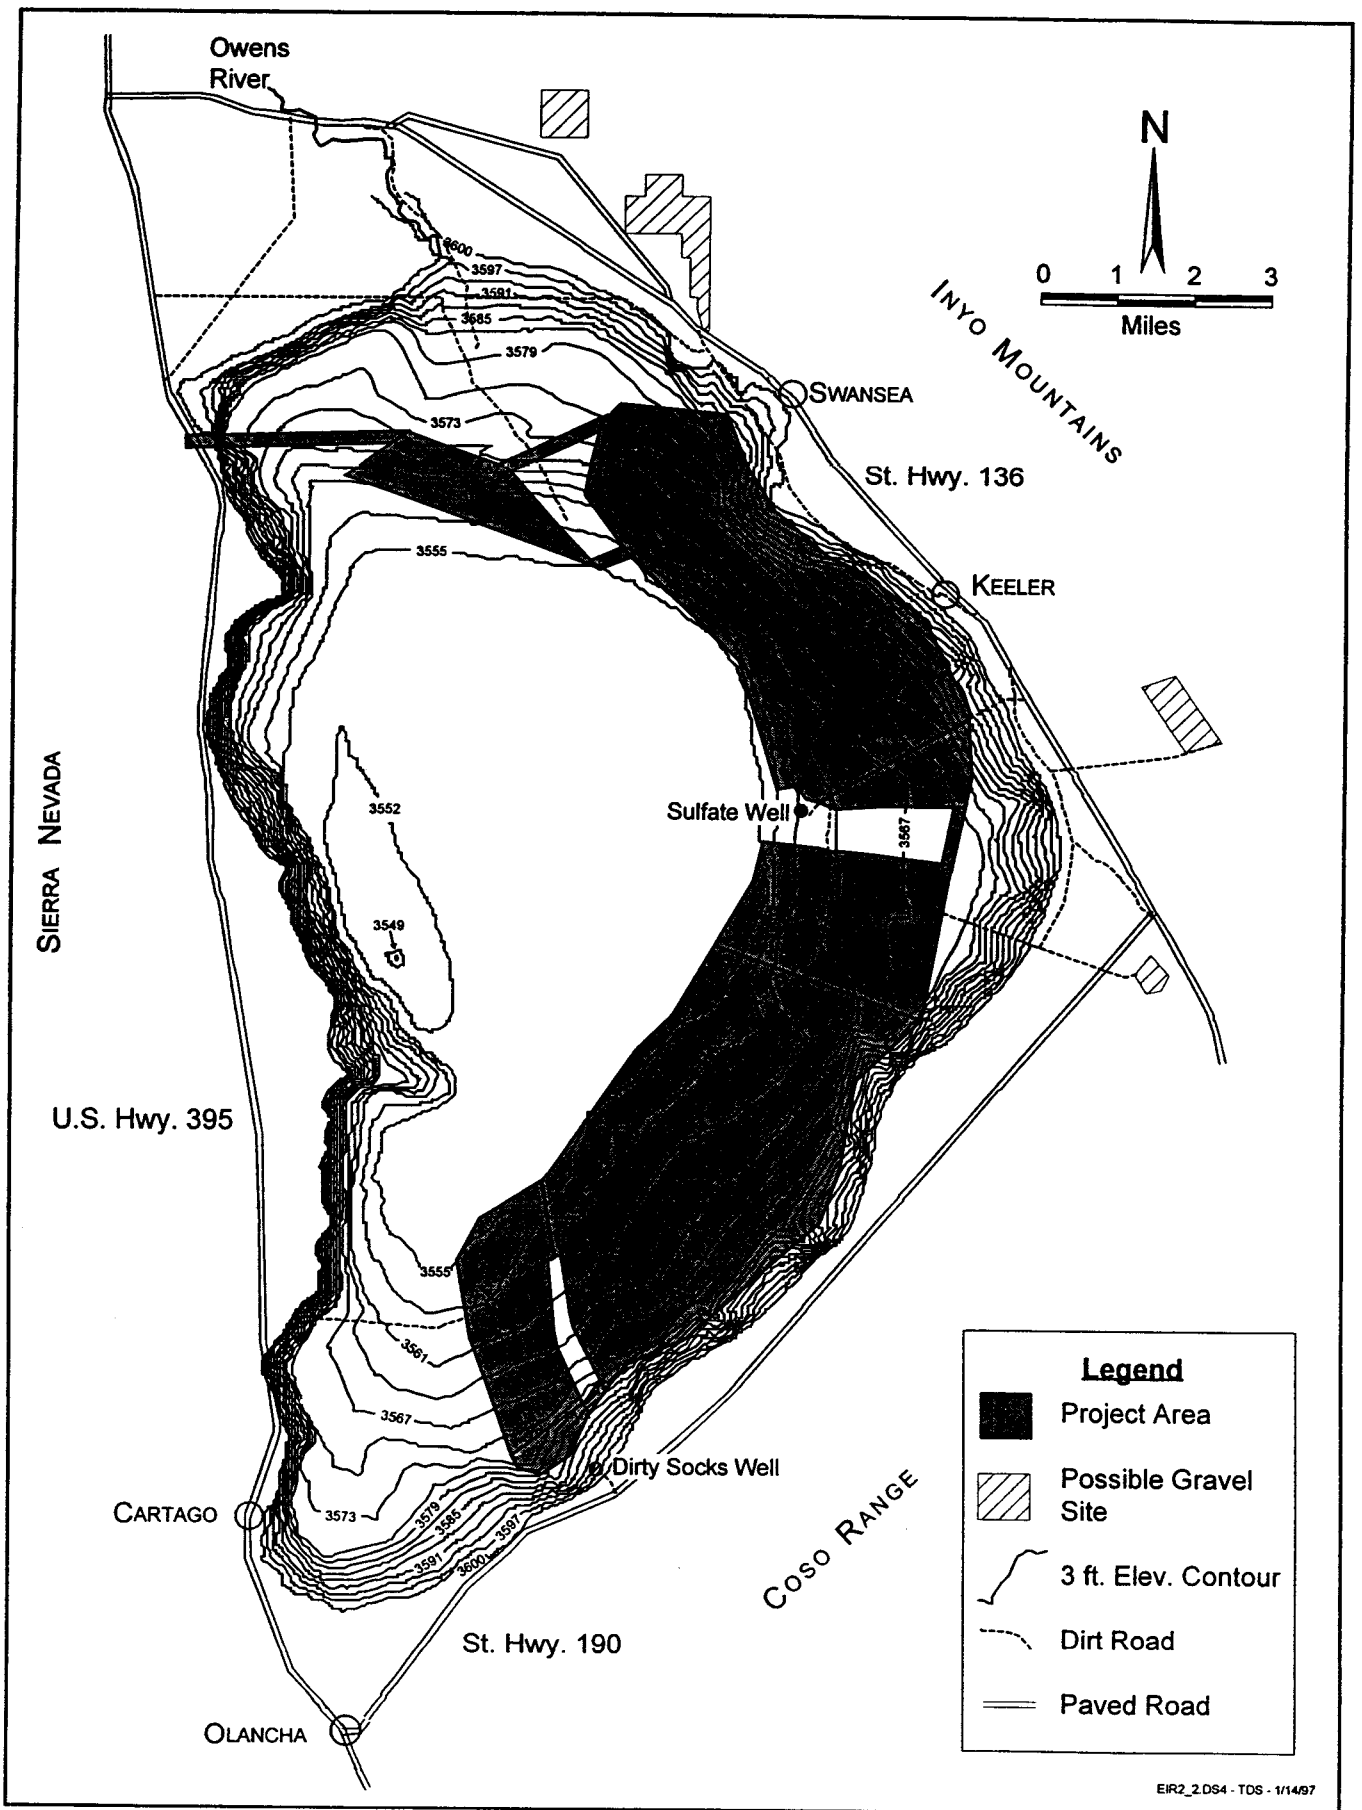 Owens
River
N
0 1 2 3
Miles
3600
3597
3591
3585
3579
3573
INYO MOUNTAINS
SWANSEA
St. Hwy. 136
3555
KEELER
SIERRA NEVADA
3552
Sulfate Well
3567
3549
U.S. Hwy. 395
3555
3561
3567
3573
3579
3585
3591
3597
3600
Dirty Socks Well
CARTAGO
COSO RANGE
St. Hwy. 190
OLANCHA
Legend
Project Area
Possible Gravel
Site
3 ft. Elev. Contour
Dirt Road
Paved Road
EIR2_2.DS4 - TDS - 1/14/97